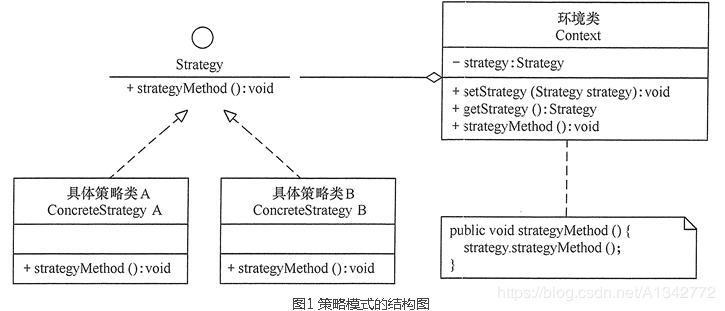 Strategy
+ strategyMethod (): void
环境类
Context
− strategy: Strategy
+ setStrategy (Strategy strategy): void
+ getStrategy (): Strategy
+ strategyMethod (): void
具体策略类A
ConcreteStrategy A
+ strategyMethod (): void
具体策略类B
ConcreteStrategy B
+ strategyMethod (): void
public void strategyMethod () {
strategy.strategyMethod ();
}
https://blog.csdn.net/A1342772
图1 策略模式的结构图